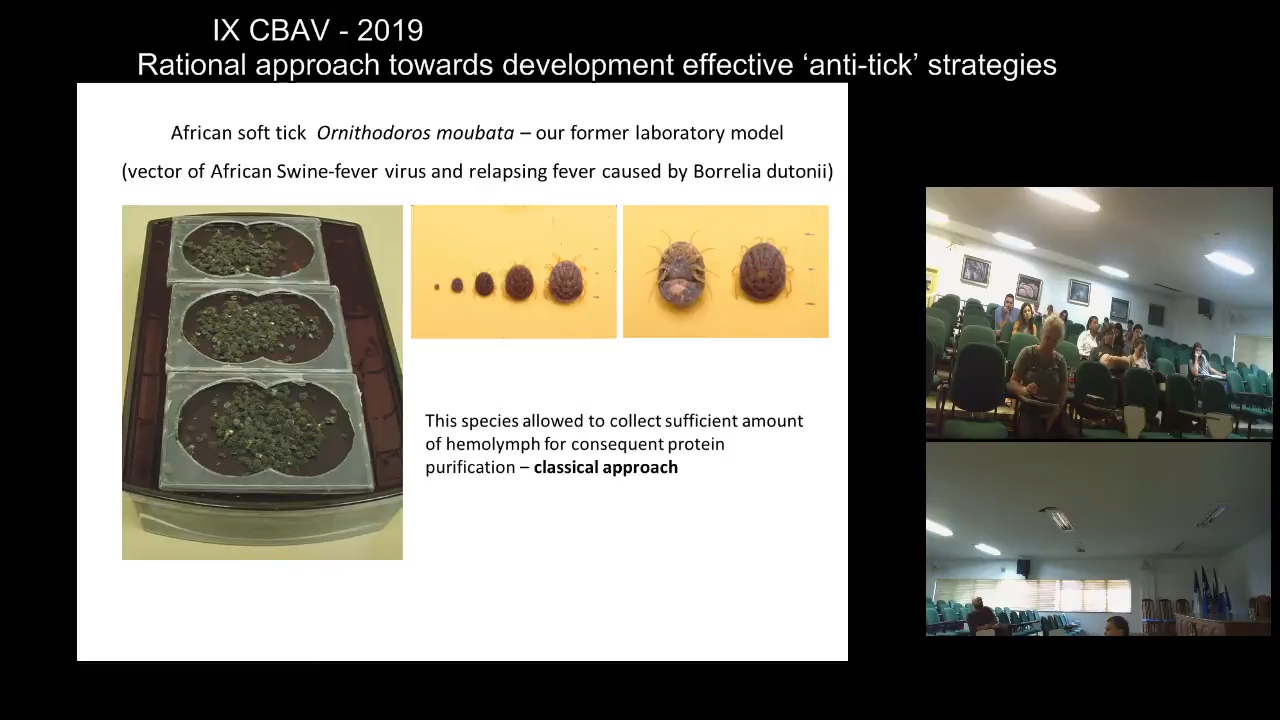 IX CBAV - 2019
Rational approach towards development effective ‘anti-tick’ strategies
African soft tick Ornithodoros moubata – our former laboratory model
(vector of African Swine-fever virus and relapsing fever caused by Borrelia dutonii)
This species allowed to collect sufficient amount
of hemolymph for consequent protein
purification – classical approach